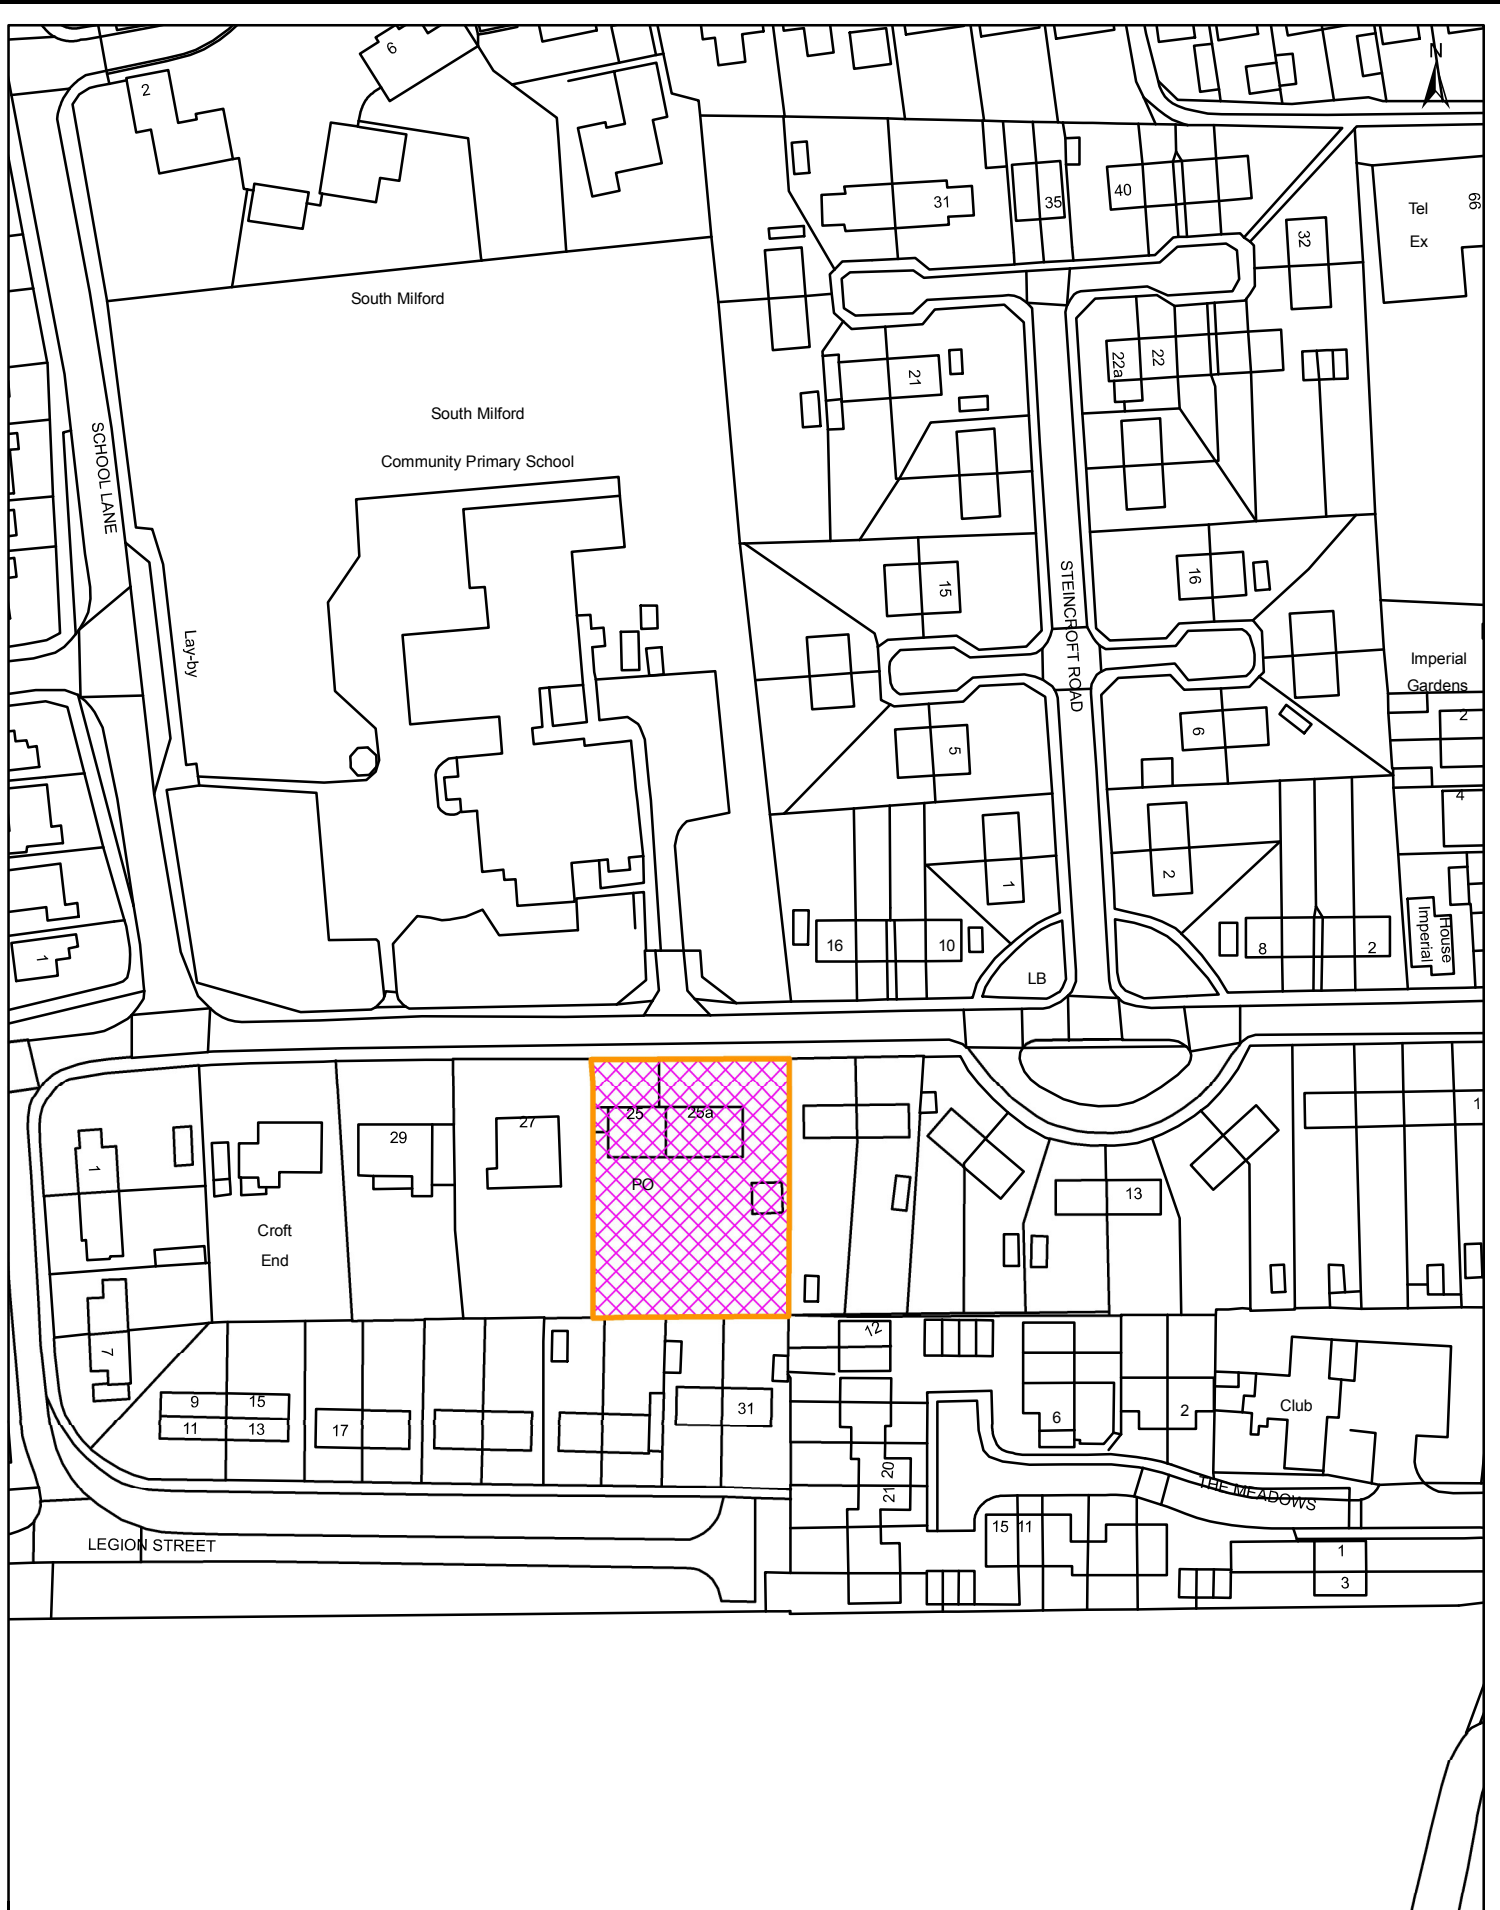 N
6
2
31
35
40
32
Tel
Ex
66
South Milford
21
22a
22
South Milford
Community Primary School
SCHOOL LANE
15
STEINCROFT ROAD
16
Lay-by
Imperial
Gardens
5
6
2
4
1
2
1
16
10
LB
8
2
Imperial
House
25
25a
27
29
1
PO
13
1
Croft
End
12
7
9
15
11
13
17
31
6
2
Club
20
21
THE MEADOWS
15
11
LEGION STREET
1
3